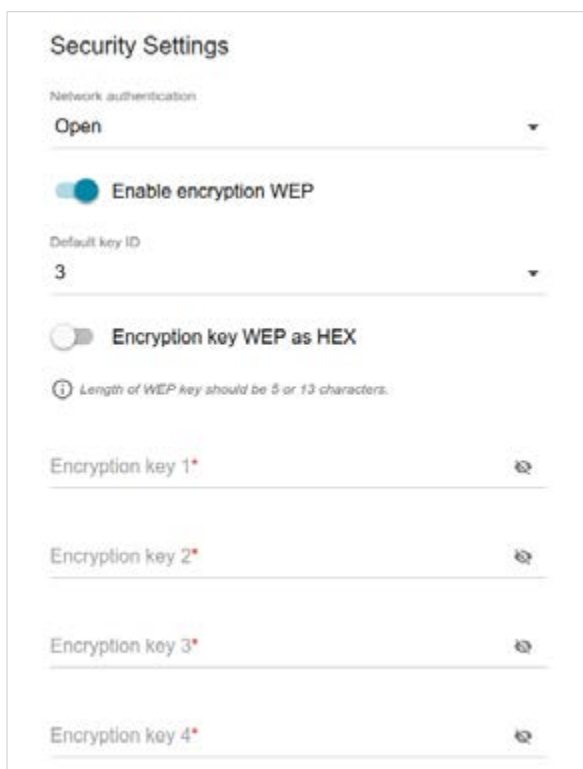 Security Settings
Network authentication
Open
Enable encryption WEP
Default key ID
3
Encryption key WEP as HEX
Length of WEP key should be 5 or 13 characters.
Encryption key 1*
Encryption key 2*
Encryption key 3*
Encryption key 4*